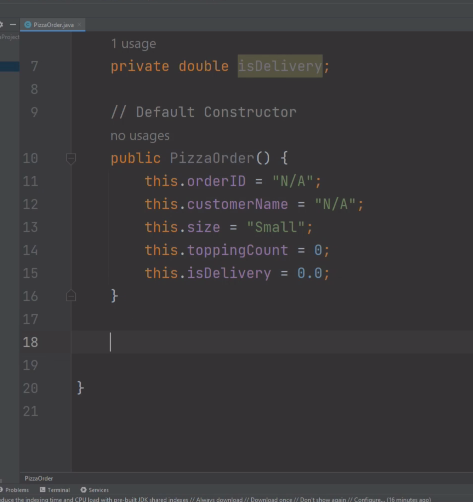 PizzaOrder.java
1 usage
7 private double isDelivery;
8
9 // Default Constructor
no usages
10 public PizzaOrder() {
11 this.orderID = "N/A";
12 this.customerName = "N/A";
13 this.size = "Small";
14 this.toppingCount = 0;
15 this.isDelivery = 0.0;
16 }
17
18
19
20 }
21
PizzaOrder
Problems Terminal Services
duce the indexing time and CPU load with pre-built JDK shared indexes // Always download // Download once // Don't show again // Configure... (16 minutes ago)